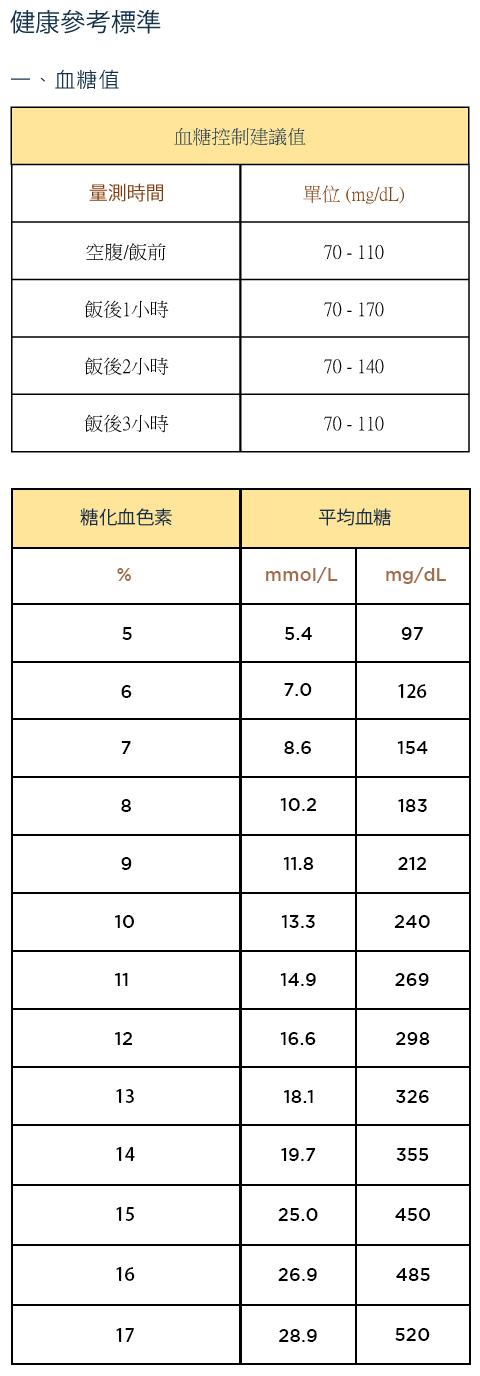 健康參考標準
一、血糖值
血糖控制建議值
量測時間 單位 (mg/dL)
空腹/飯前 70 - 110
飯後1小時 70 - 170
飯後2小時 70 - 140
飯後3小時 70 - 110
糖化血色素 平均血糖
% mmol/L mg/dL
5 5.4 97
6 7.0 126
7 8.6 154
8 10.2 183
9 11.8 212
10 13.3 240
11 14.9 269
12 16.6 298
13 18.1 326
14 19.7 355
15 25.0 450
16 26.9 485
17 28.9 520